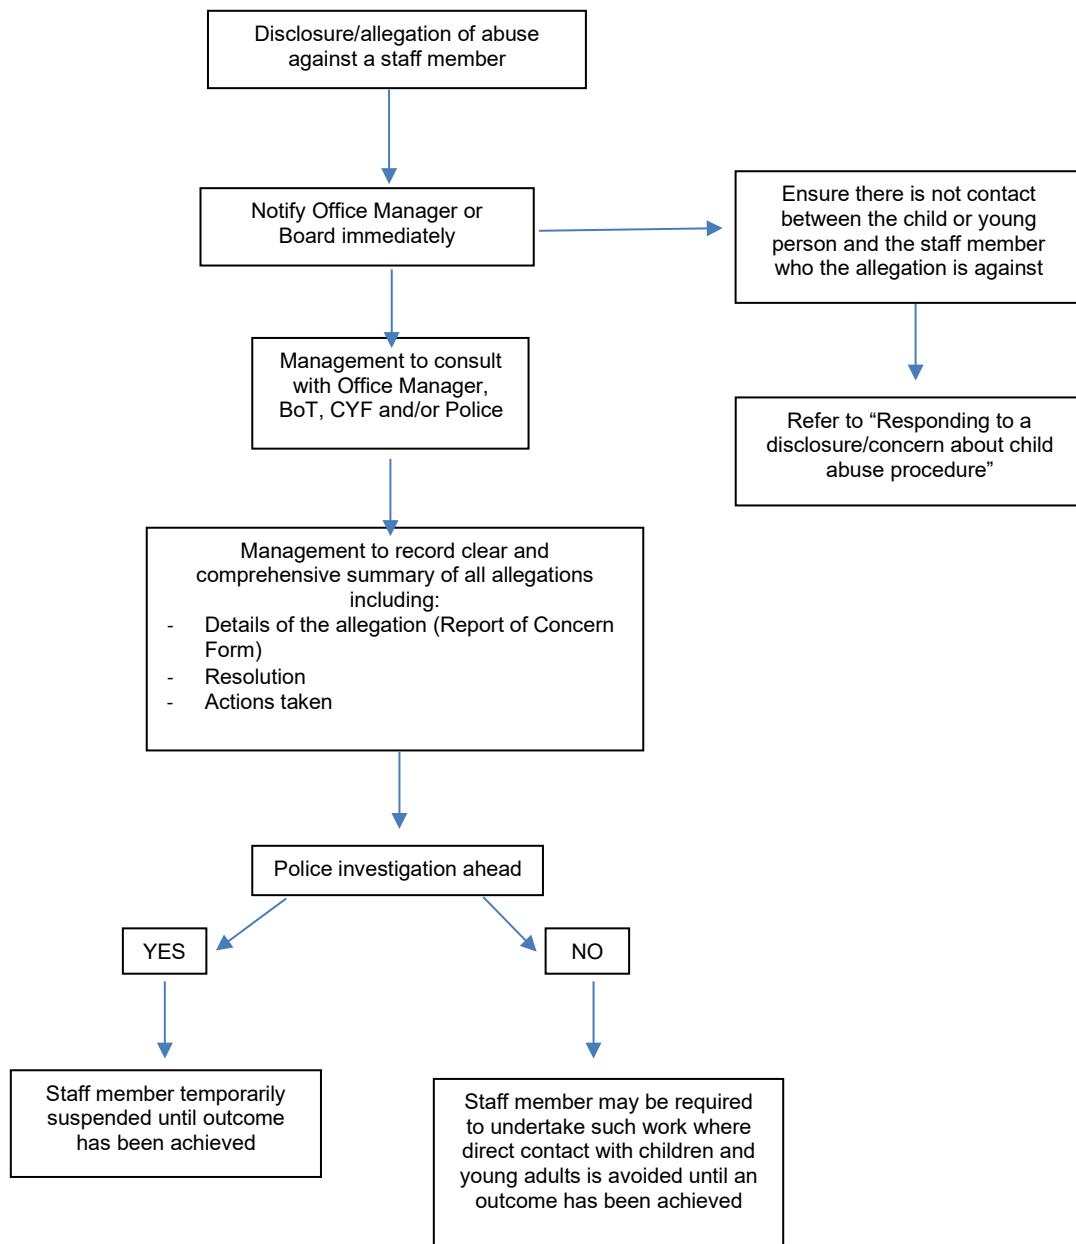 Disclosure/allegation of abuse
against a staff member
Notify Office Manager or
Board immediately
Ensure there is not contact
between the child or young
person and the staff member
who the allegation is against
Management to consult
with Office Manager,
BoT, CYF and/or Police
Refer to “Responding to a
disclosure/concern about child
abuse procedure”
Management to record clear and
comprehensive summary of all allegations
including:
- Details of the allegation (Report of Concern
Form)
- Resolution
- Actions taken
Police investigation ahead
YES
NO
Staff member temporarily
suspended until outcome
has been achieved
Staff member may be required
to undertake such work where
direct contact with children and
young adults is avoided until an
outcome has been achieved